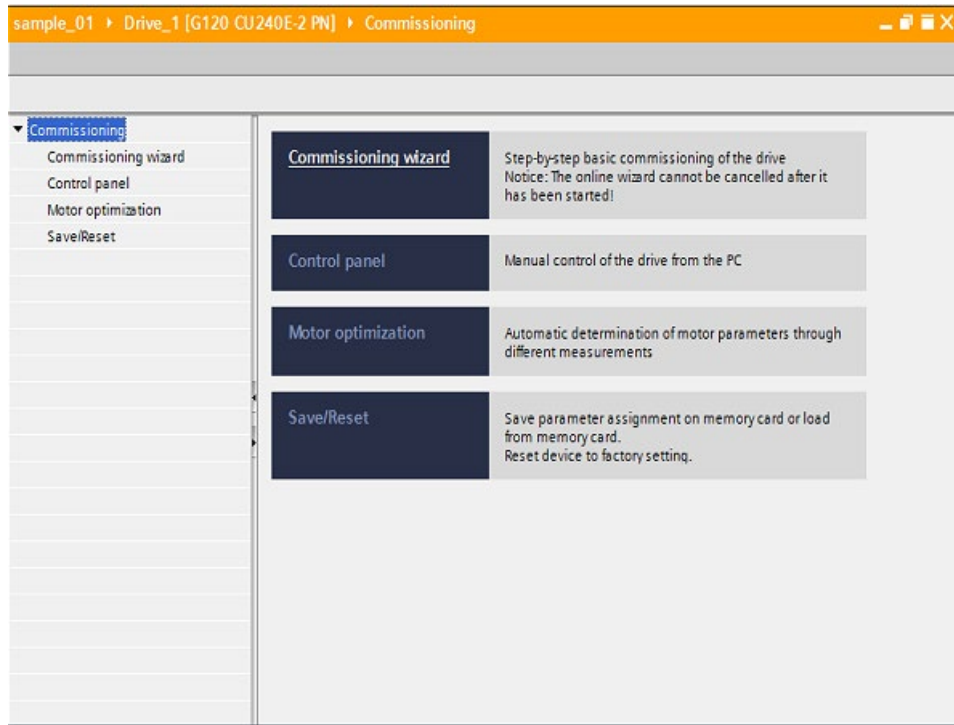 sample_01 ▸ Drive_1 [G120 CU240E-2 PN] ▸ Commissioning
Commissioning
Commissioning wizard
Control panel
Motor optimization
Save/Reset
Commissioning wizard
Step-by-step basic commissioning of the drive
Notice: The online wizard cannot be cancelled after it
has been started!
Control panel
Manual control of the drive from the PC
Motor optimization
Automatic determination of motor parameters through
different measurements
Save/Reset
Save parameter assignment on memory card or load
from memory card.
Reset device to factory setting.